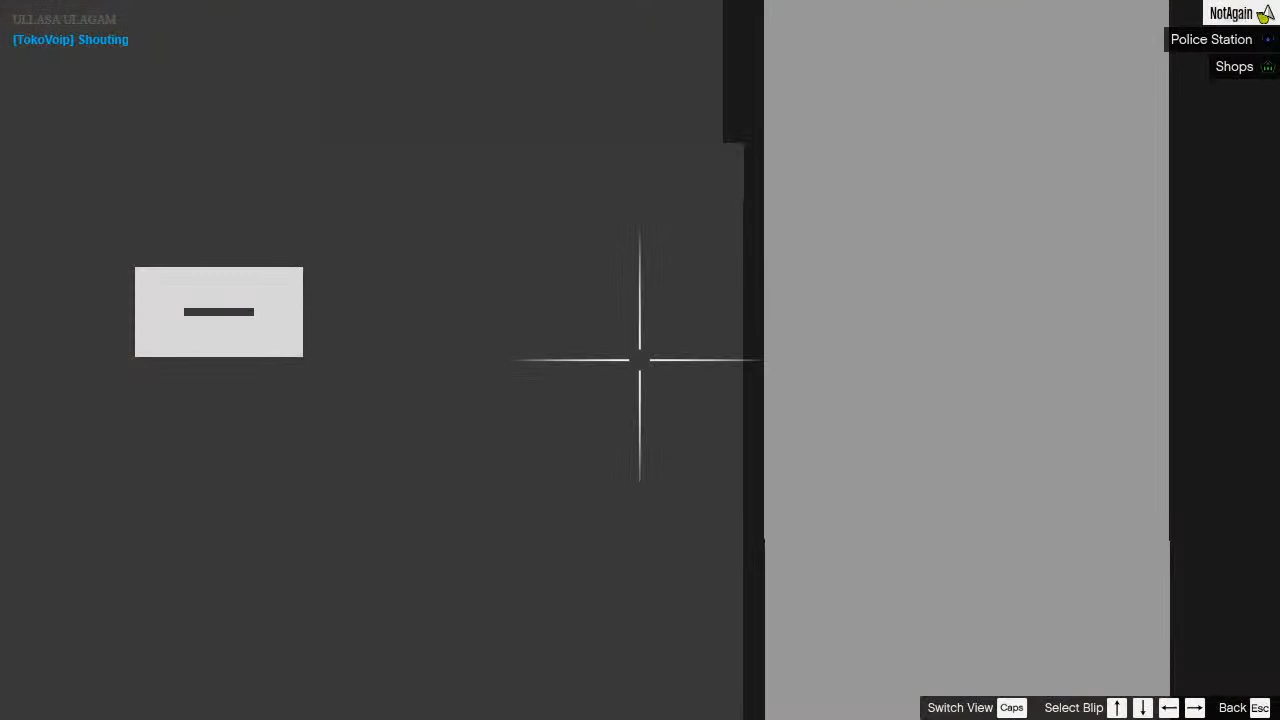 ULLASA ULAGAM
[TokoVoip] Shouting
NotAgain
Police Station
Shops
Switch View Caps Select Blip ↑ ↓ ← → Back Esc